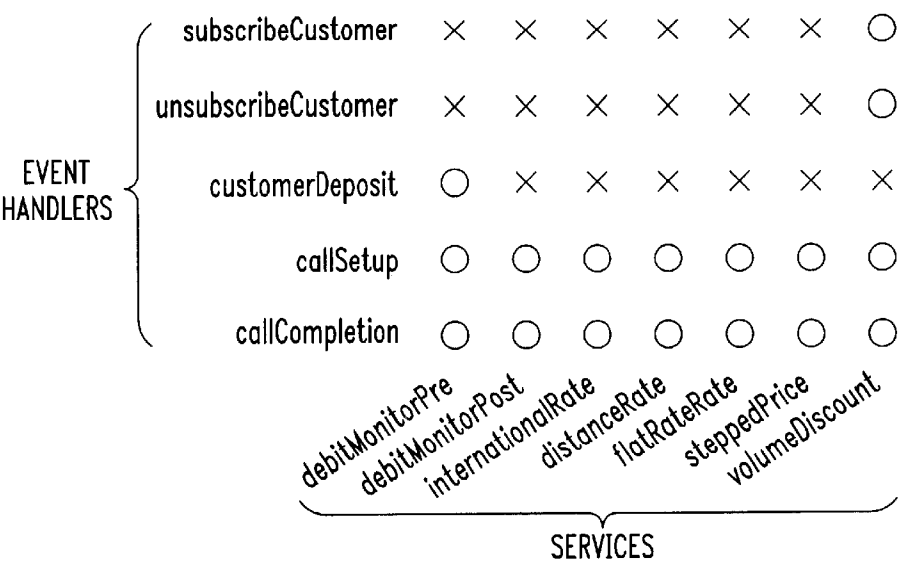 subscribeCustomer × × × × × × ○
unsubscribeCustomer × × × × × × ○
EVENT
HANDLERS
customerDeposit ○ × × × × × ×
callSetup ○ ○ ○ ○ ○ ○ ○
callCompletion ○ ○ ○ ○ ○ ○ ○
debitMonitorPre
debitMonitorPost
internationalRate
distanceRate
flatRateRate
steppedPrice
volumeDiscount
SERVICES